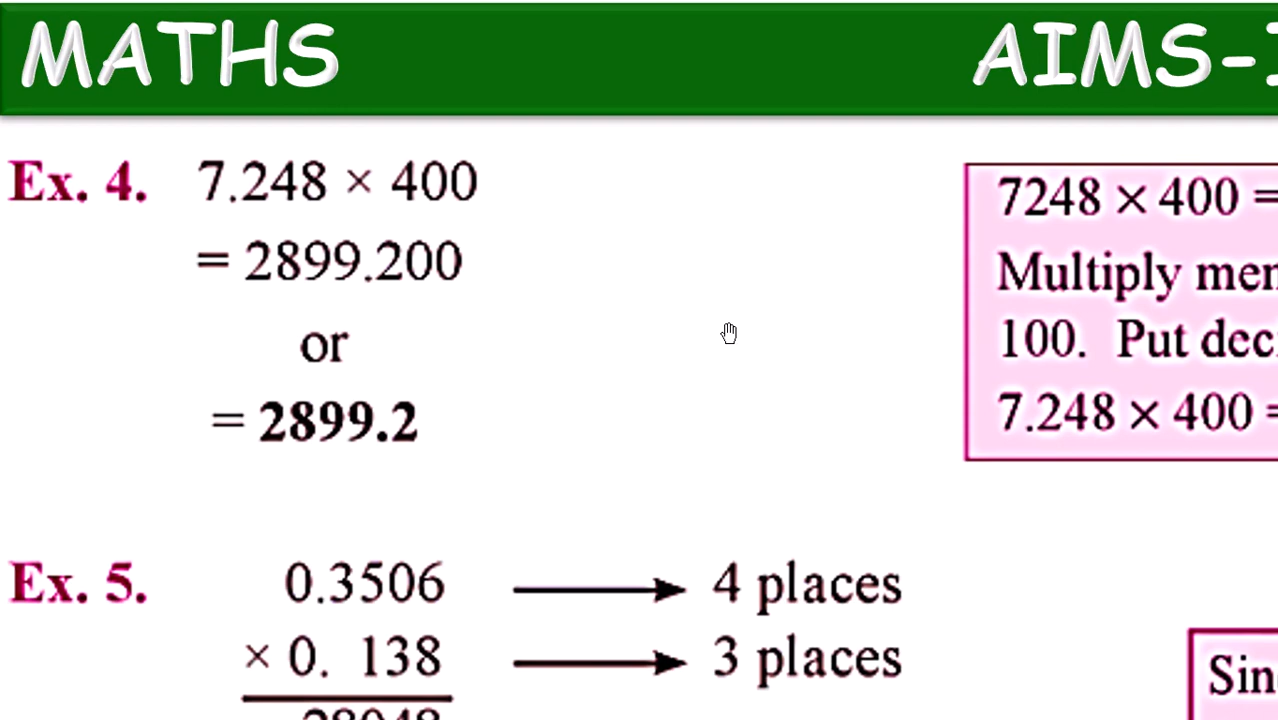 MATHS AIMS-
Ex. 4. 7.248 × 400
= 2899.200
or
= 2899.2
7248 × 400 =
Multiply
100. Put
7.248 × 400 =
Ex. 5. 0.3506 → 4 places
× 0. 138 → 3 places
28048